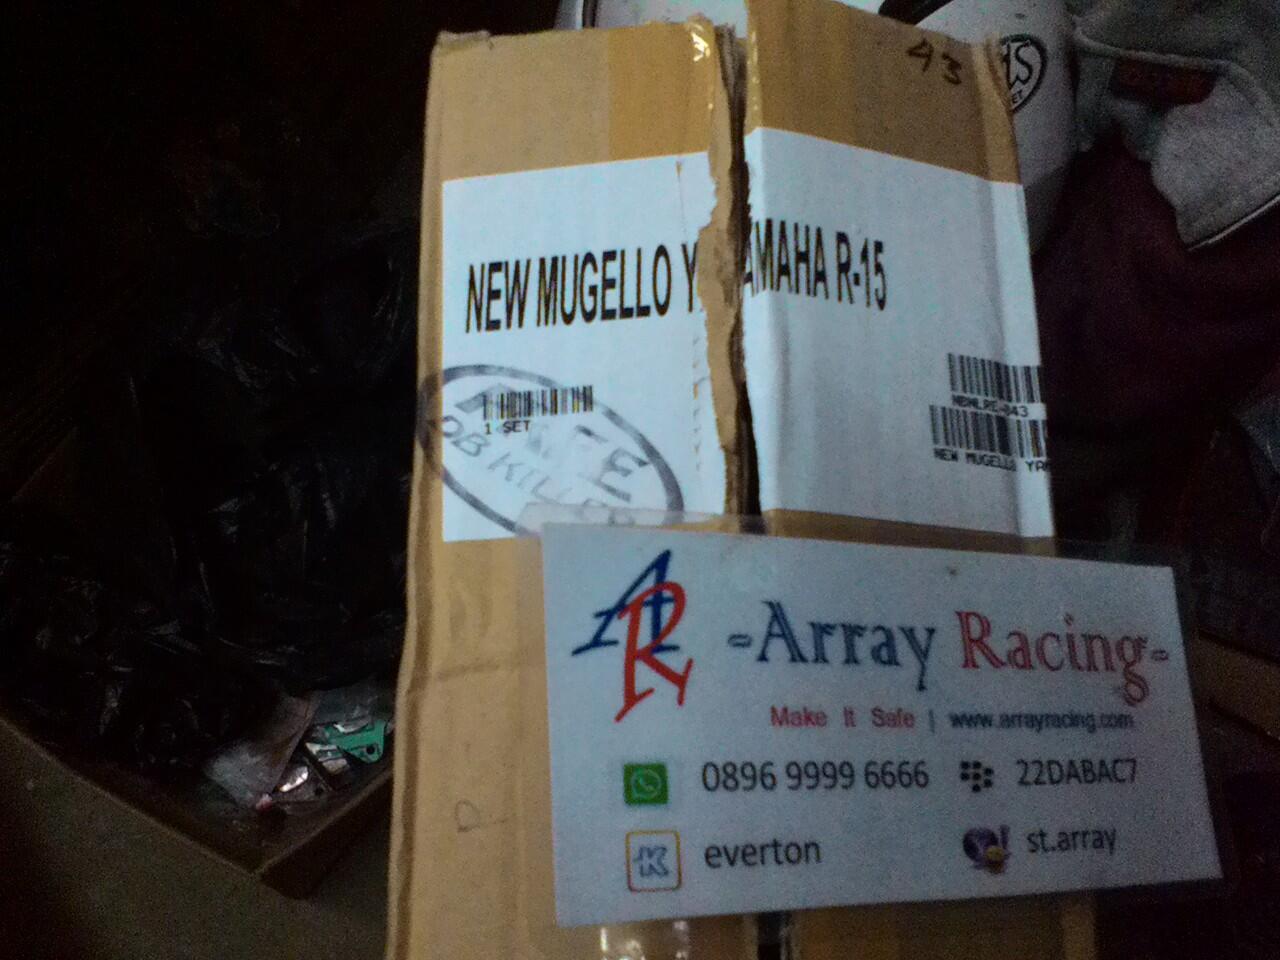 43
NEW MUGELLO YAMAHA R-15
1 SET
DB KILLER
NEW MUGELLO YA
AR
-Array Racing-
Make It Safe | www.arrayracing.com
0896 9999 6666
22DABAC7
everton
st.array